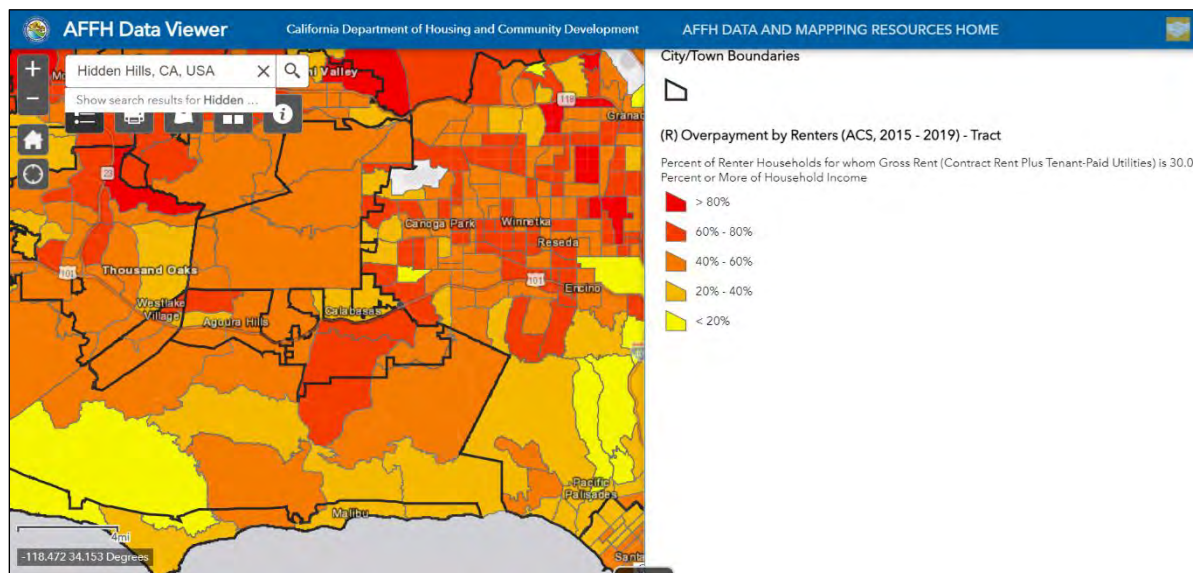 AFFH Data Viewer
California Department of Housing and Community Development
AFFH DATA AND MAPPPING RESOURCES HOME
Hidden Hills, CA, USA
Show search results for Hidden ...
City/Town Boundaries
(R) Overpayment by Renters (ACS, 2015 - 2019) - Tract
Percent of Renter Households for whom Gross Rent (Contract Rent Plus Tenant-Paid Utilities) is 30.0
Percent or More of Household Income
> 80%
60% - 80%
40% - 60%
20% - 40%
< 20%
Valley
118
Granad
23
Canoga Park
Winnetka
Reseda
Thousand Oaks
101
101
Encino
Westlake
Village
Agoura Hills
Calabasas
Pacific
Palisades
Malibu
4mi
-118.472 34.153 Degrees